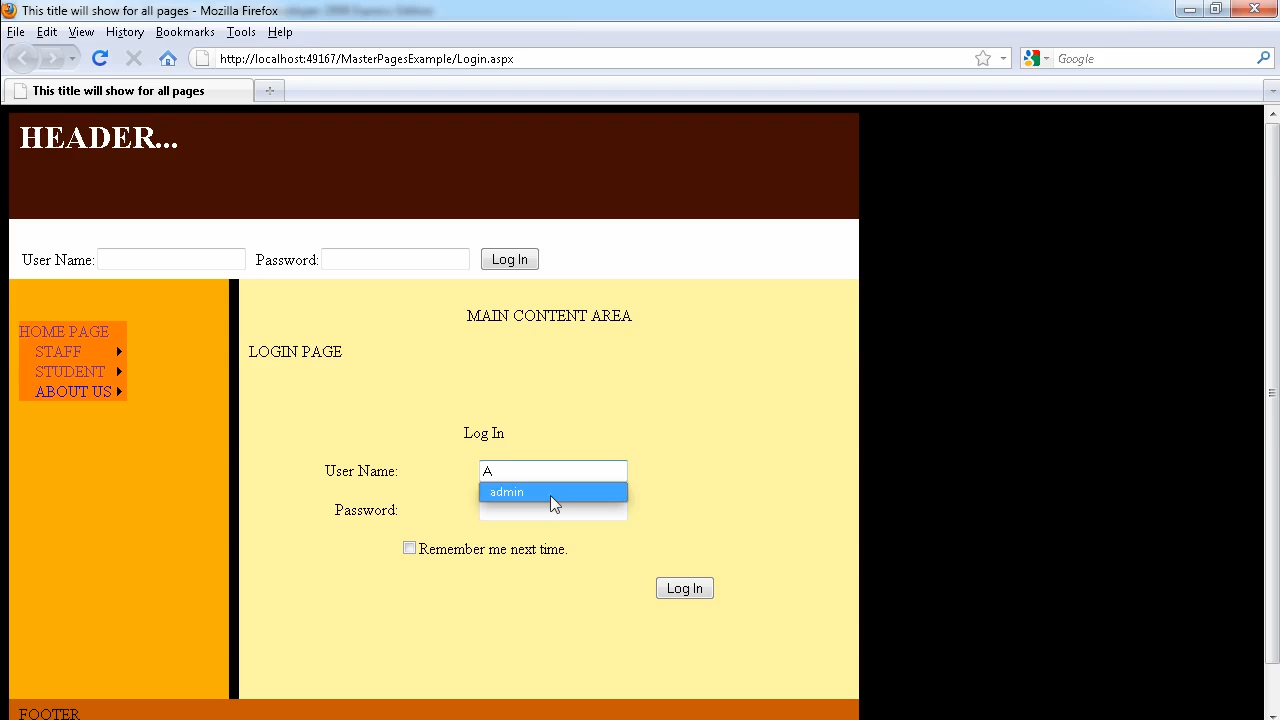 This title will show for all pages - Mozilla Firefox
File Edit View History Bookmarks Tools Help
http://localhost:49167/MasterPagesExample/Login.aspx
Google
This title will show for all pages
HEADER...
User Name: Password: Log In
MAIN CONTENT AREA
HOME PAGE
STAFF
STUDENT
ABOUT US
LOGIN PAGE
Log In
User Name: A
admin
Password:
Remember me next time.
Log In
FOOTER